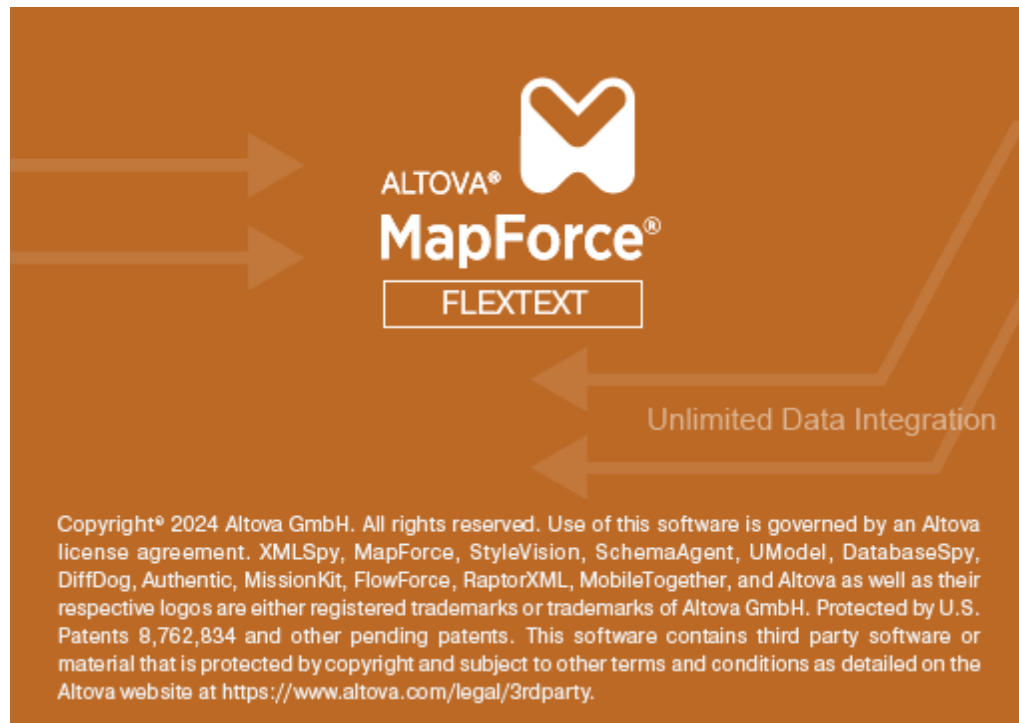 ALTOVA®
MapForce®
FLEXTEXT
Unlimited Data Integration
Copyright© 2024 Altova GmbH. All rights reserved. Use of this software is governed by an Altova
license agreement. XMLSpy, MapForce, StyleVision, SchemaAgent, UModel, DatabaseSpy,
DiffDog, Authentic, MissionKit, FlowForce, RaptorXML, MobileTogether, and Altova as well as their
respective logos are either registered trademarks or trademarks of Altova GmbH. Protected by U.S.
Patents 8,762,834 and other pending patents. This software contains third party software or
material that is protected by copyright and subject to other terms and conditions as detailed on the
Altova website at https://www.altova.com/legal/3rdparty.